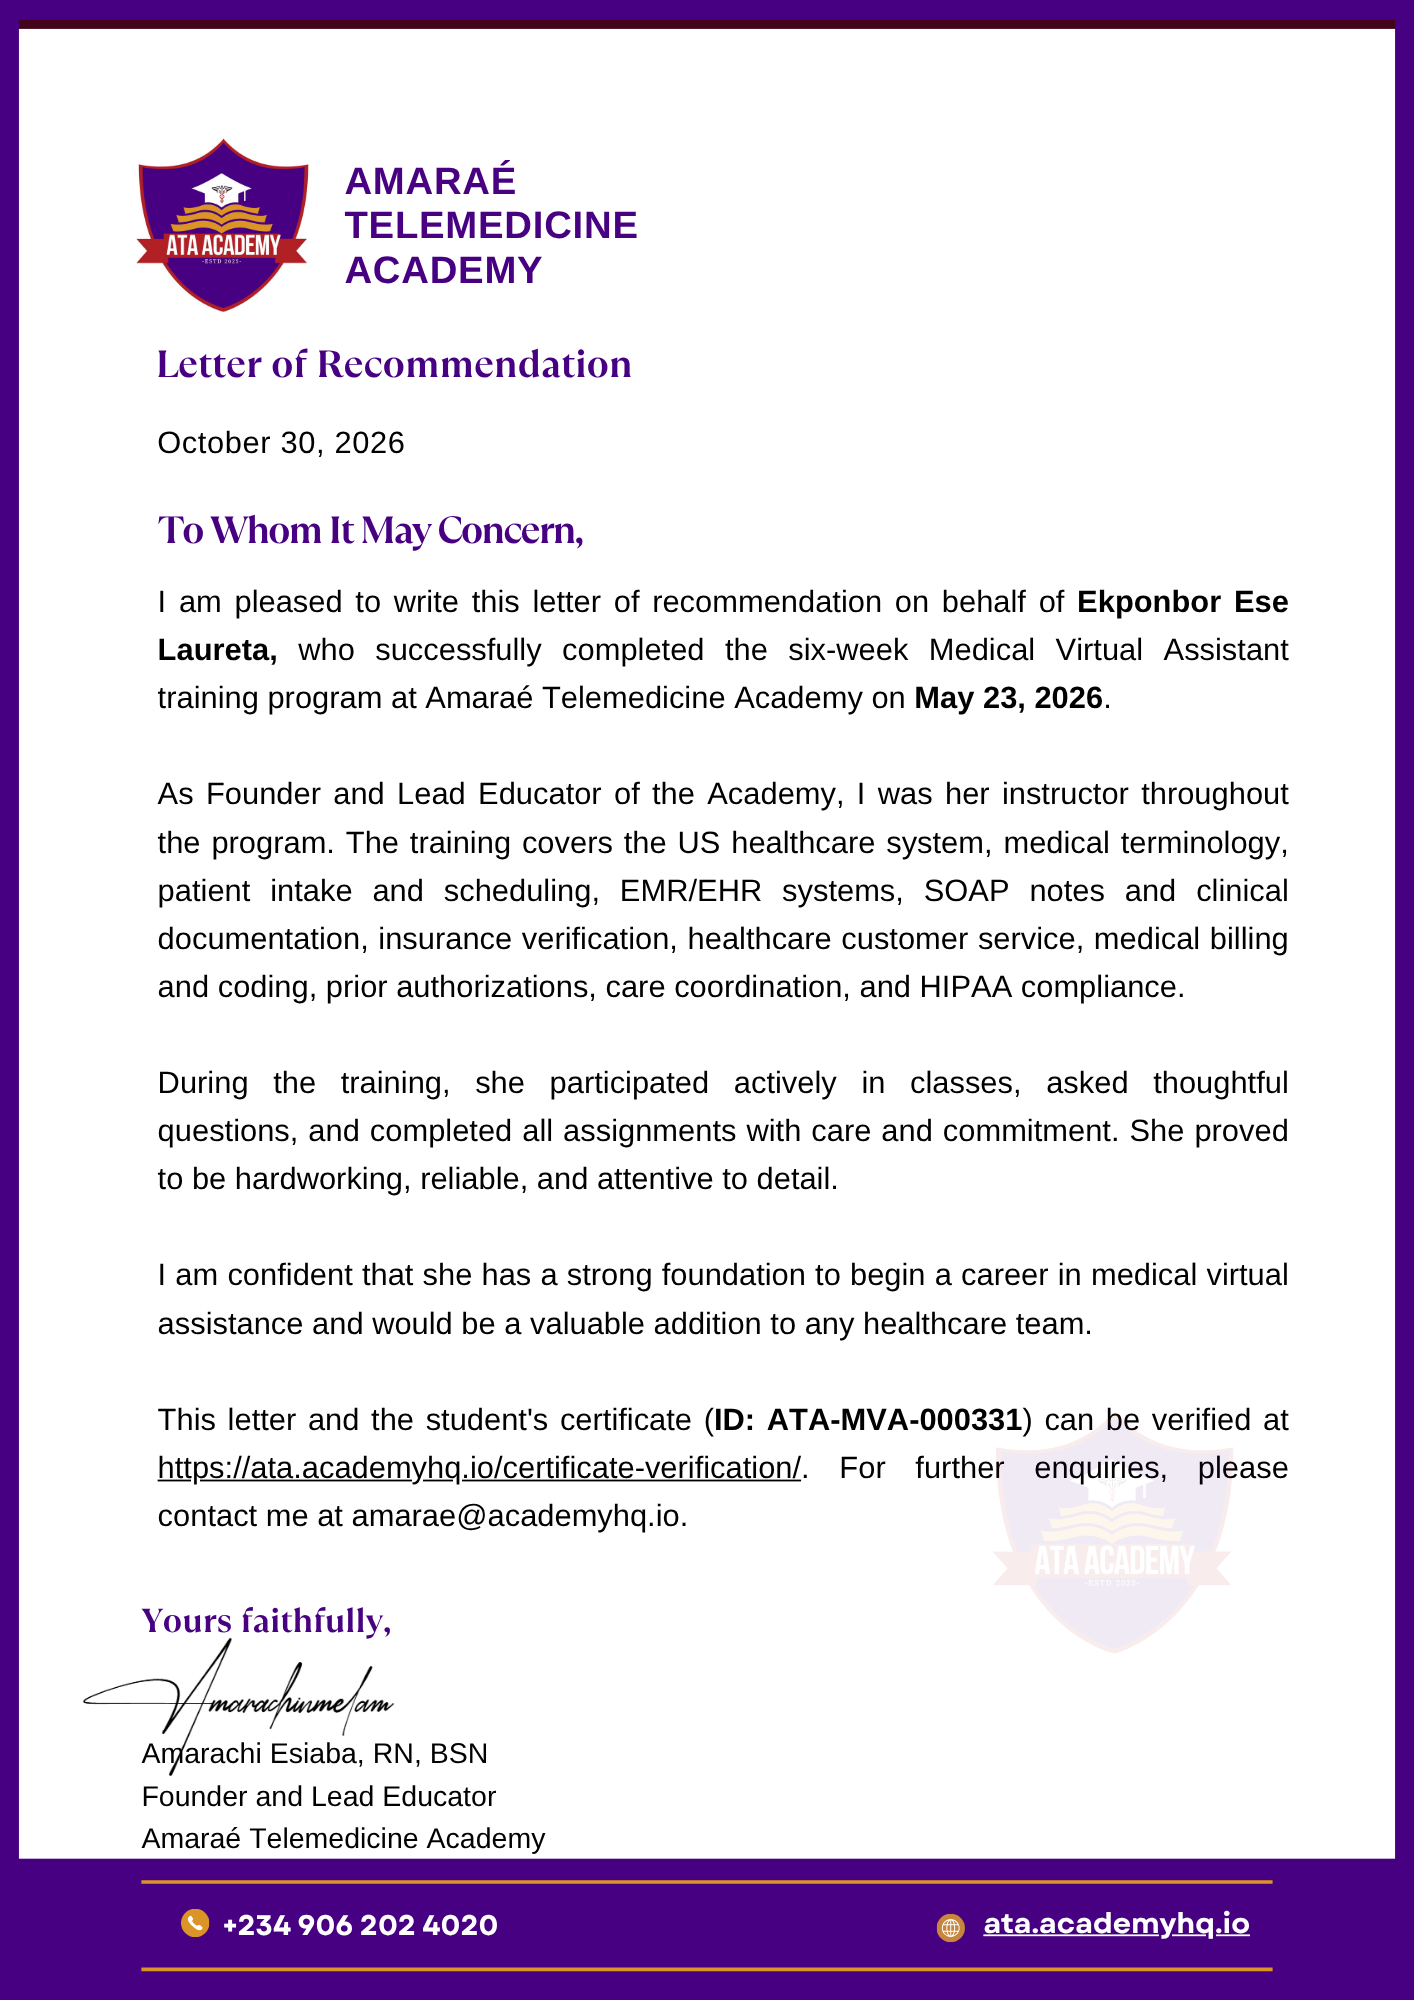 ATA ACADEMY
-ESTD 2025-
AMARAÉ
TELEMEDICINE
ACADEMY
Letter of Recommendation
October 30, 2026
To Whom It May Concern,
I am pleased to write this letter of recommendation on behalf of Ekponbor Ese
Laureta, who successfully completed the six-week Medical Virtual Assistant
training program at Amaraé Telemedicine Academy on May 23, 2026.
As Founder and Lead Educator of the Academy, I was her instructor throughout
the program. The training covers the US healthcare system, medical terminology,
patient intake and scheduling, EMR/EHR systems, SOAP notes and clinical
documentation, insurance verification, healthcare customer service, medical billing
and coding, prior authorizations, care coordination, and HIPAA compliance.
During the training, she participated actively in classes, asked thoughtful
questions, and completed all assignments with care and commitment. She proved
to be hardworking, reliable, and attentive to detail.
I am confident that she has a strong foundation to begin a career in medical virtual
assistance and would be a valuable addition to any healthcare team.
This letter and the student's certificate (ID: ATA-MVA-000331) can be verified at
https://ata.academyhq.io/certificate-verification/. For further enquiries, please
contact me at amarae@academyhq.io.
ATA ACADEMY
-ESTD 2025-
Yours faithfully,
Amarachinmelam
Amarachi Esiaba, RN, BSN
Founder and Lead Educator
Amaraé Telemedicine Academy
+234 906 202 4020
ata.academyhq.io